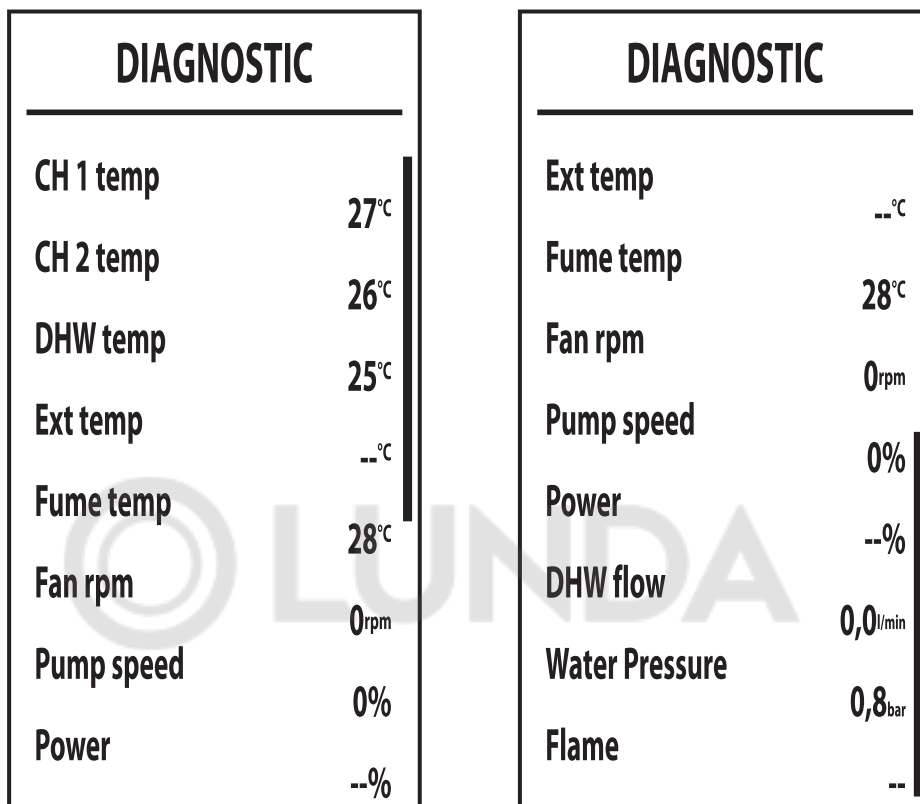 DIAGNOSTIC
CH 1 temp
27°C
CH 2 temp
26°C
DHW temp
25°C
Ext temp
--°C
Fume temp
28°C
Fan rpm
0rpm
Pump speed
0%
Power
--%
DIAGNOSTIC
Ext temp
--°C
Fume temp
28°C
Fan rpm
0rpm
Pump speed
0%
Power
--%
DHW flow
0,0l/min
Water Pressure
0,8bar
Flame
--
LUNDA